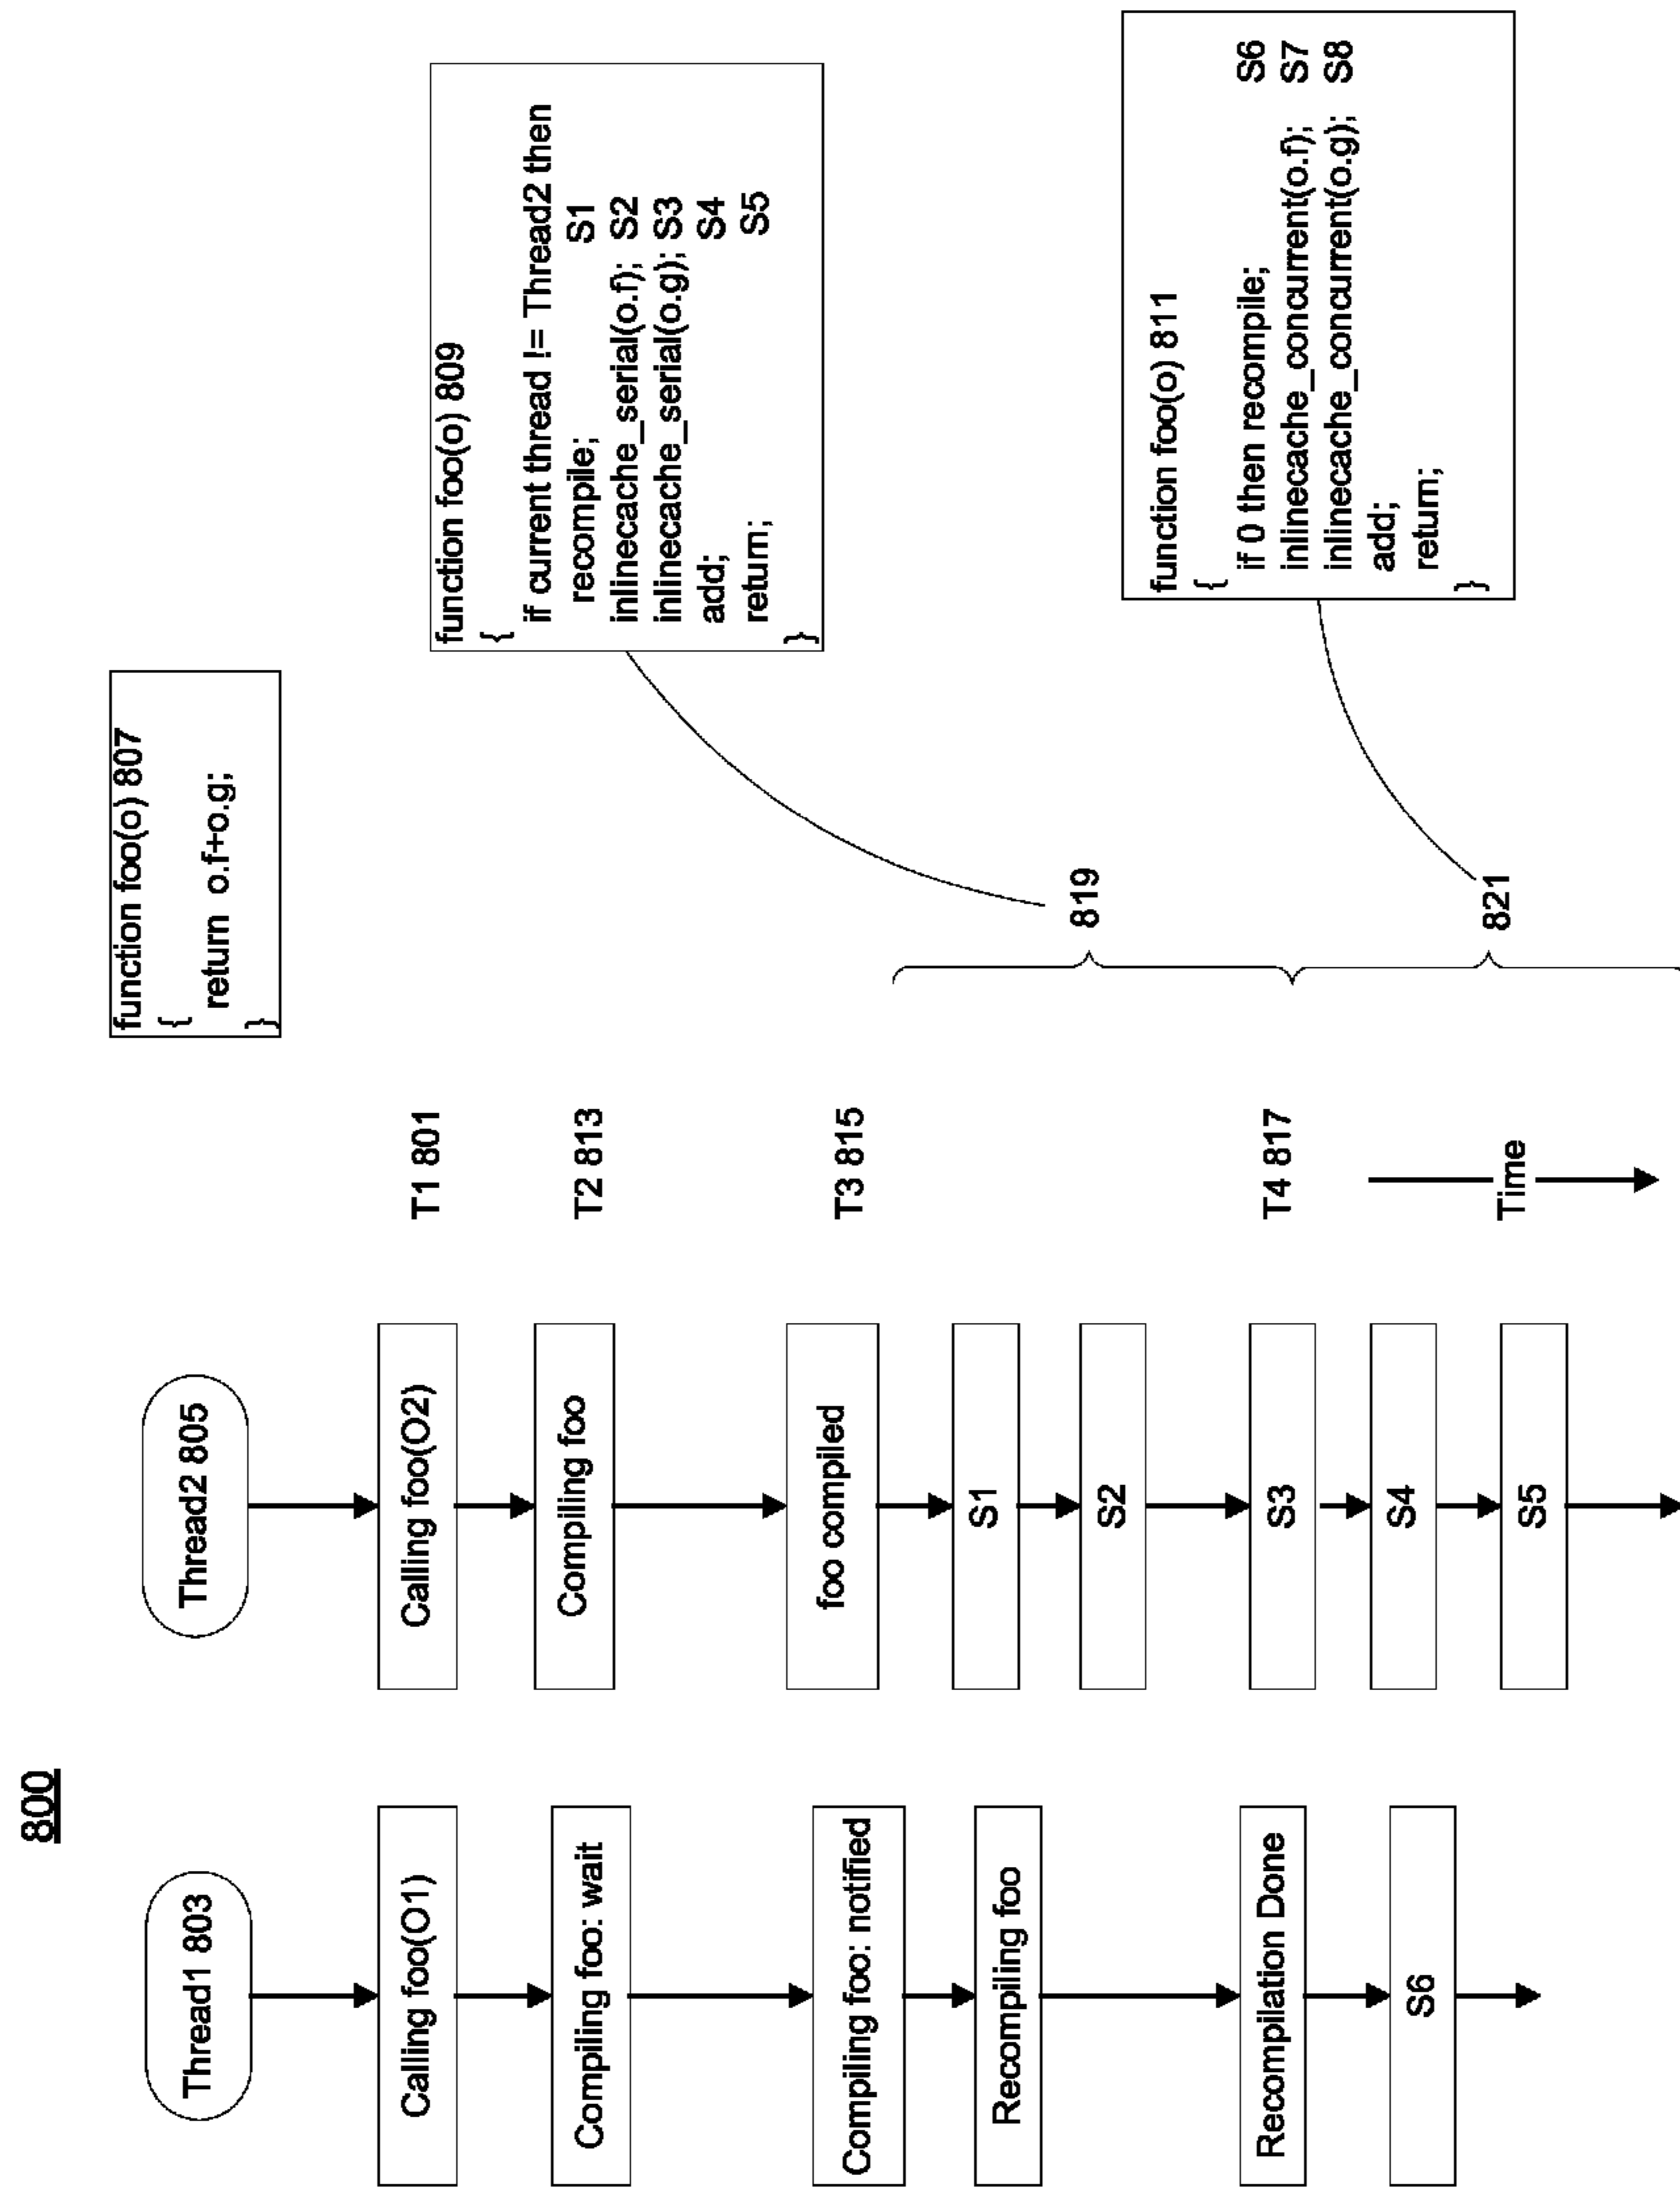 800
Thread1 803
Calling foo(O1)
Compiling foo: wait
Compiling foo: notified
Recompiling foo
Recompilation Done
S6
Thread2 805
Calling foo(O2)
Compiling foo
foo compiled
S1
S2
S3
S4
S5
T1 801
T2 813
T3 815
T4 817
Time
819
821
function foo(o) 807
{
return o.f+o.g;
}
function foo(o) 809
{
if current thread != Thread2 then
recompile; S1
inlinecache_serial(o.f); S2
inlinecache_serial(o.g); S3
add; S4
return; S5
}
function foo(o) 811
{
if 0 then recompile; S6
inlinecache_concurrent(o.f); S7
inlinecache_concurrent(o.g); S8
add;
return;
}